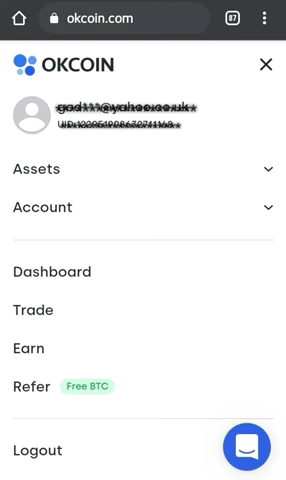 okcoin.com
87
OKCOIN
Assets
Account
Dashboard
Trade
Earn
Refer Free BTC
Logout